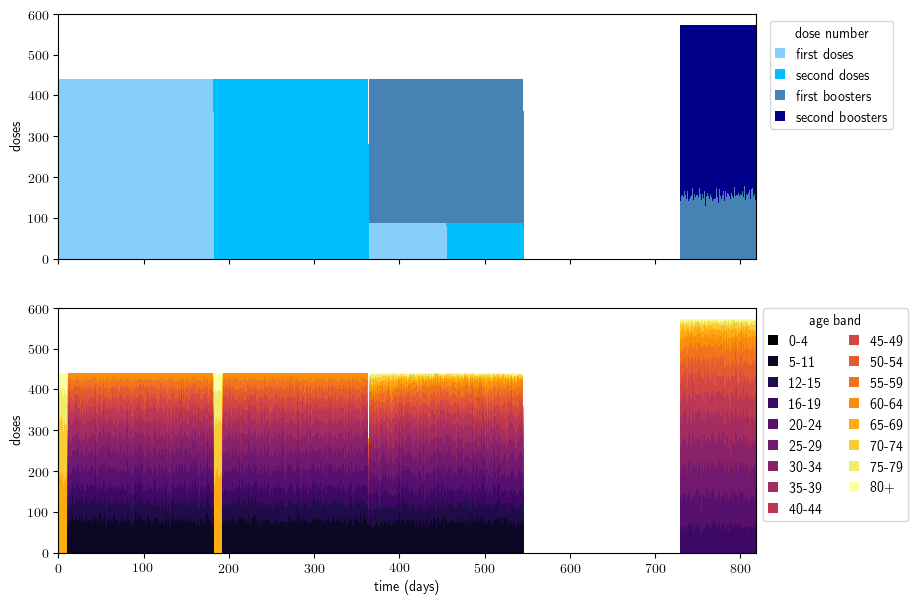 600
500
400
300
200
100
0
doses
dose number
first doses
second doses
first boosters
second boosters
600
500
400
300
200
100
0
doses
0 100 200 300 400 500 600 700 800
time (days)
age band
0-4 45-49
5-11 50-54
12-15 55-59
16-19 60-64
20-24 65-69
25-29 70-74
30-34 75-79
35-39 80+
40-44